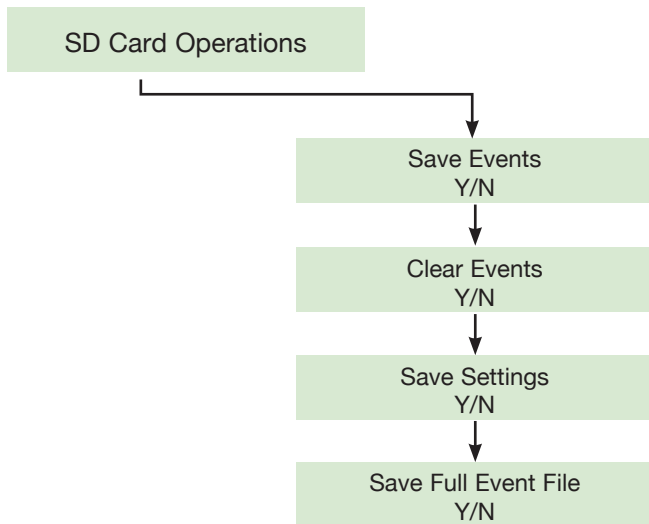 SD Card Operations
Save Events
Y/N
Clear Events
Y/N
Save Settings
Y/N
Save Full Event File
Y/N